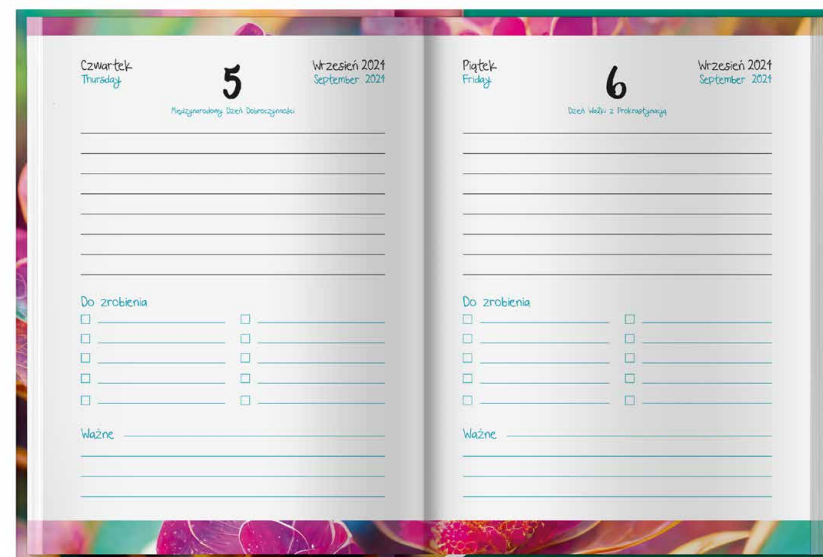 Czwartek
Thursday
5
Wrzesień 2024
September 2024
Międzynarodowy Dzień Dobroczynności
Do zrobienia
Ważne
Piątek
Friday
6
Wrzesień 2024
September 2024
Dzień Walki z Prokrastynacją
Do zrobienia
Ważne